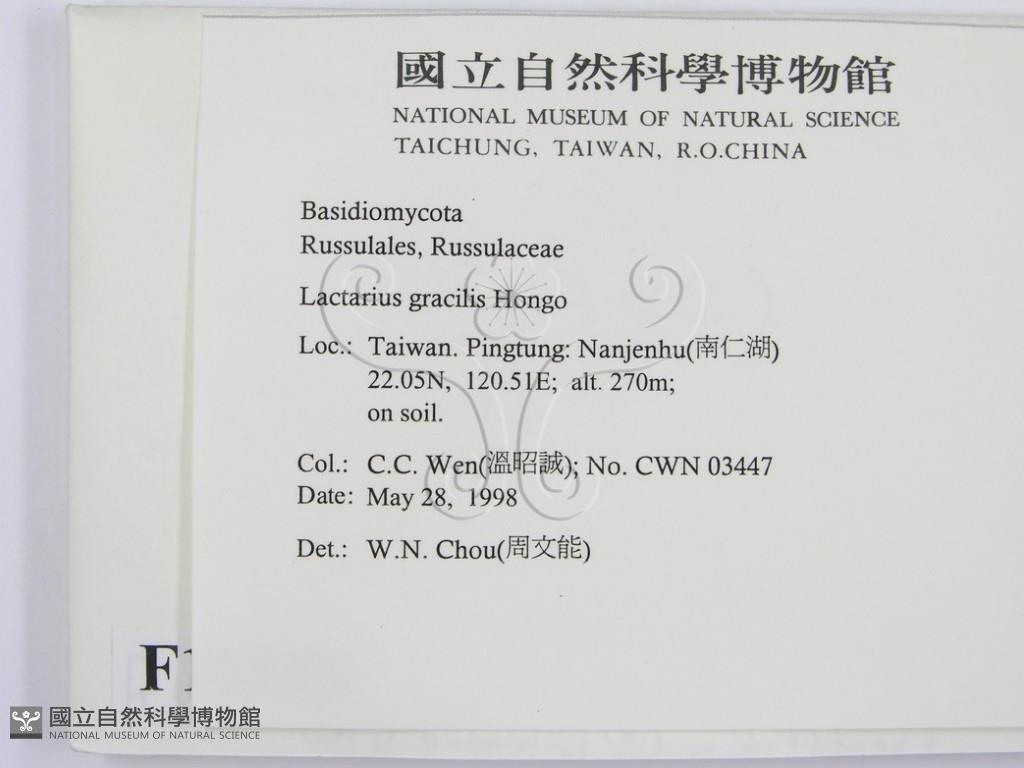 國立自然科學博物館
NATIONAL MUSEUM OF NATURAL SCIENCE
TAICHUNG, TAIWAN, R.O.CHINA
Basidiomycota
Russulales, Russulaceae
Lactarius gracilis Hongo
Loc.: Taiwan. Pingtung: Nanjenhu(南仁湖)
22.05N, 120.51E; alt. 270m;
on soil.
Col.: C.C. Wen(溫昭誠); No. CWN 03447
Date: May 28, 1998
Det.: W.N. Chou(周文能)
F1
國立自然科學博物館
NATIONAL MUSEUM OF NATURAL SCIENCE